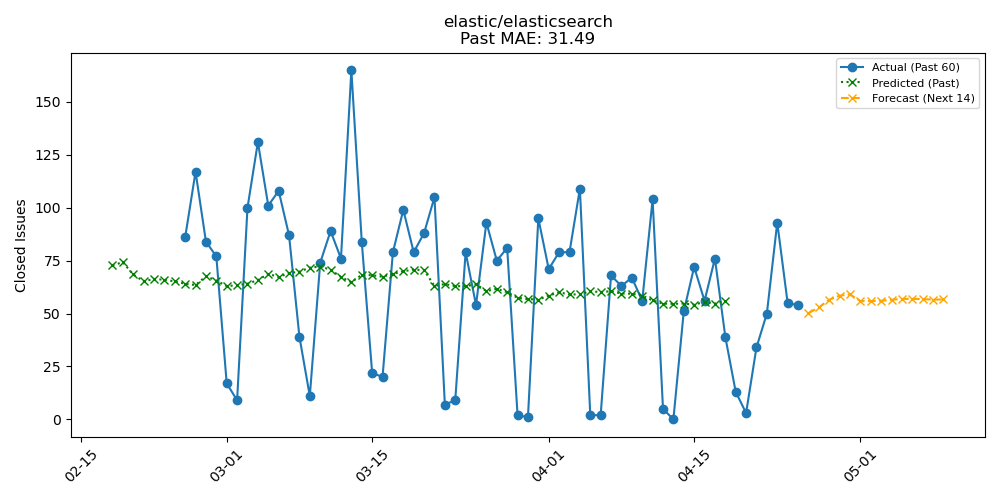 elastic/elasticsearch
Past MAE: 31.49
Actual (Past 60)
Predicted (Past)
Forecast (Next 14)
Closed Issues
150
125
100
75
50
25
0
02-15
03-01
03-15
04-01
04-15
05-01